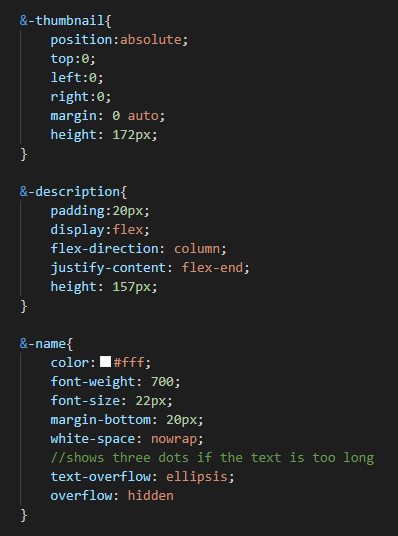 &-thumbnail{
position:absolute;
top:0;
left:0;
right:0;
margin: 0 auto;
height: 172px;
}
&-description{
padding:20px;
display:flex;
flex-direction: column;
justify-content: flex-end;
height: 157px;
}
&-name{
color:#fff;
font-weight: 700;
font-size: 22px;
margin-bottom: 20px;
white-space: nowrap;
//shows three dots if the text is too long
text-overflow: ellipsis;
overflow: hidden
}